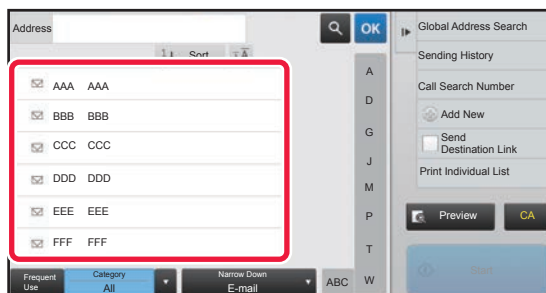 Address
OK
Sort
AAA AAA
BBB BBB
CCC CCC
DDD DDD
EEE EEE
FFF FFF
A
D
G
J
M
P
T
W
Frequent
Use
Category
All
Narrow Down
E-mail
ABC
Global Address Search
Sending History
Call Search Number
Add New
Send
Destination Link
Print Individual List
Preview
CA
Start